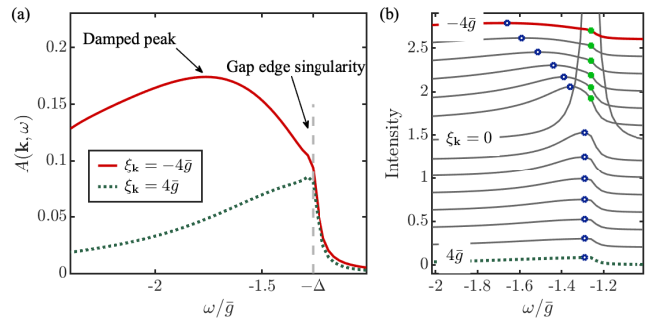 (a)
Damped peak
Gap edge singularity
A(𝐤, ω)
0.2
0.15
0.1
0.05
0
ξ𝐤 = −4ḡ
ξ𝐤 = 4ḡ
-2
-1.5
−Δ
ω/ḡ
(b)
−4ḡ
ξ𝐤 = 0
4ḡ
Intensity
3
2.5
2
1.5
1
0.5
0
-2
-1.8
-1.6
-1.4
-1.2
ω/ḡ